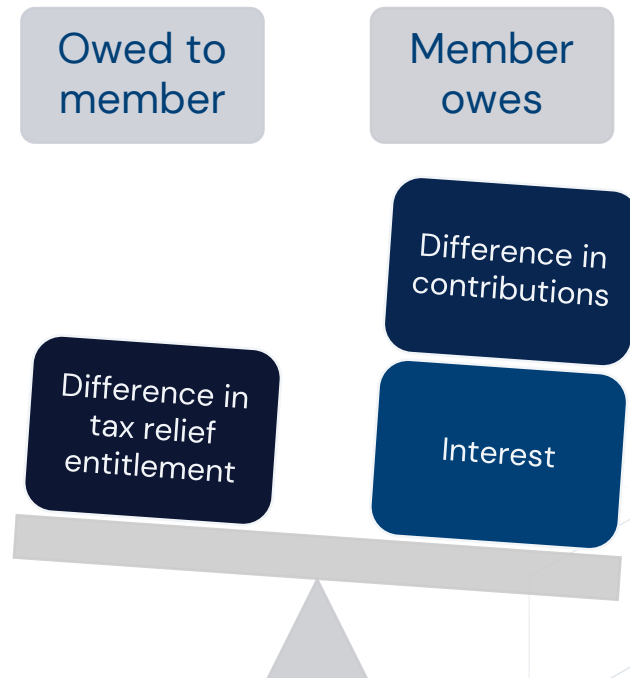 Owed to
member
Member
owes
Difference in
contributions
Difference in
tax relief
entitlement
Interest